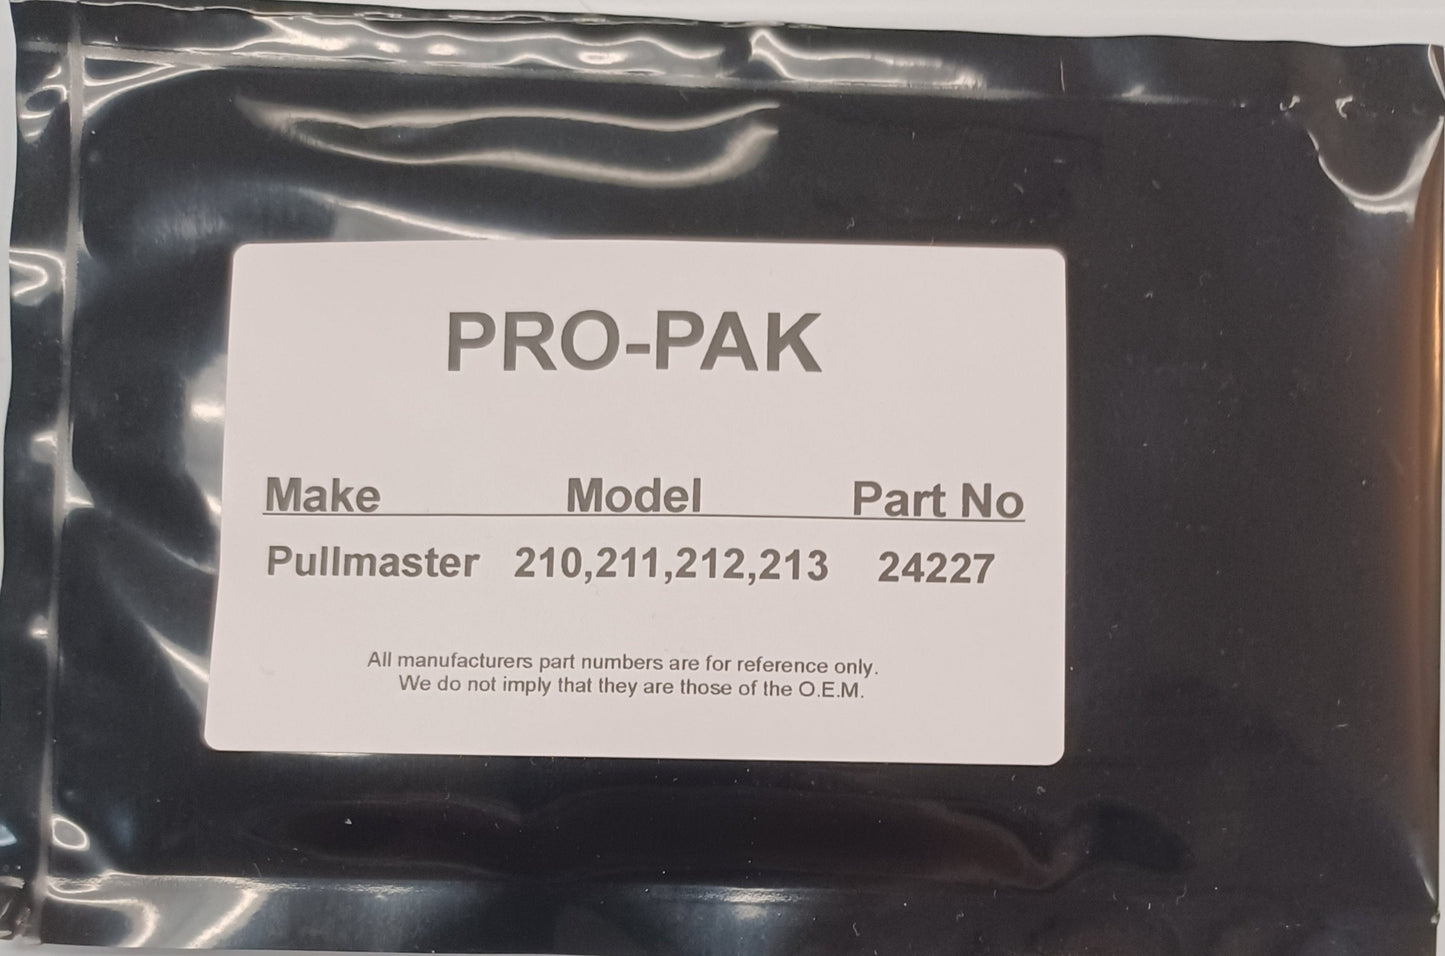 PRO-PAK
Make Model Part No
Pullmaster 210,211,212,213 24227
All manufacturers part numbers are for reference only.
We do not imply that they are those of the O.E.M.